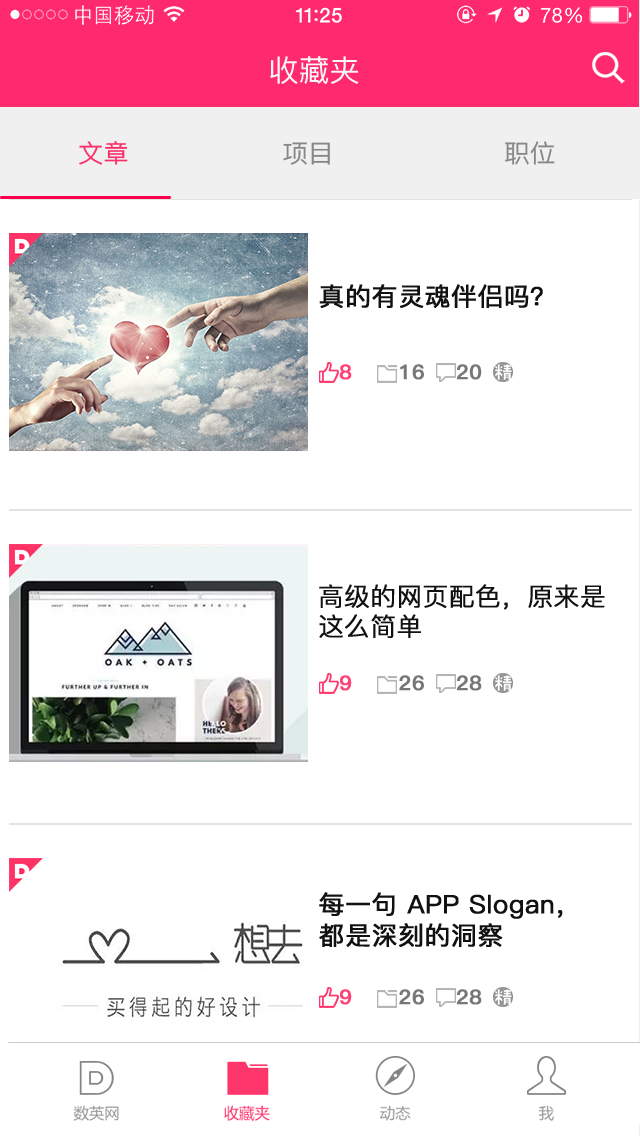 中国移动
11:25
78%
收藏夹
文章
项目
职位
D
真的有灵魂伴侣吗?
8 16 20 精
D
OAK + OATS
FURTHER UP & FURTHER IN
HELLO
THERE
高级的网页配色，原来是
这么简单
9 26 28 精
D
想去
买得起的好设计
每一句 APP Slogan，
都是深刻的洞察
9 26 28 精
D
数英网
收藏夹
动态
我